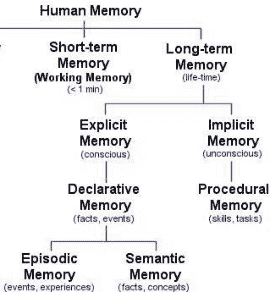 Human Memory
Short-term
Memory
(Working Memory)
(< 1 min)
Long-term
Memory
(life-time)
Explicit
Memory
(conscious)
Implicit
Memory
(unconscious)
Declarative
Memory
(facts, events)
Procedural
Memory
(skills, tasks)
Episodic
Memory
(events, experiences)
Semantic
Memory
(facts, concepts)